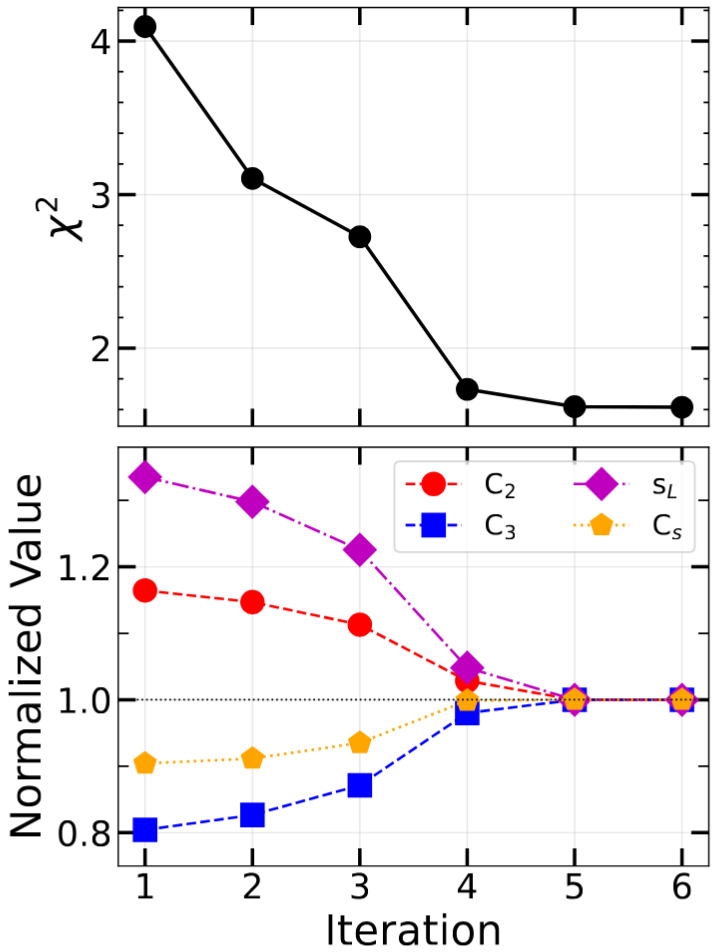 4
3
2
χ²
C₂ s_L
C₃ C_s
1.2
1.0
0.8
Normalized Value
1 2 3 4 5 6
Iteration